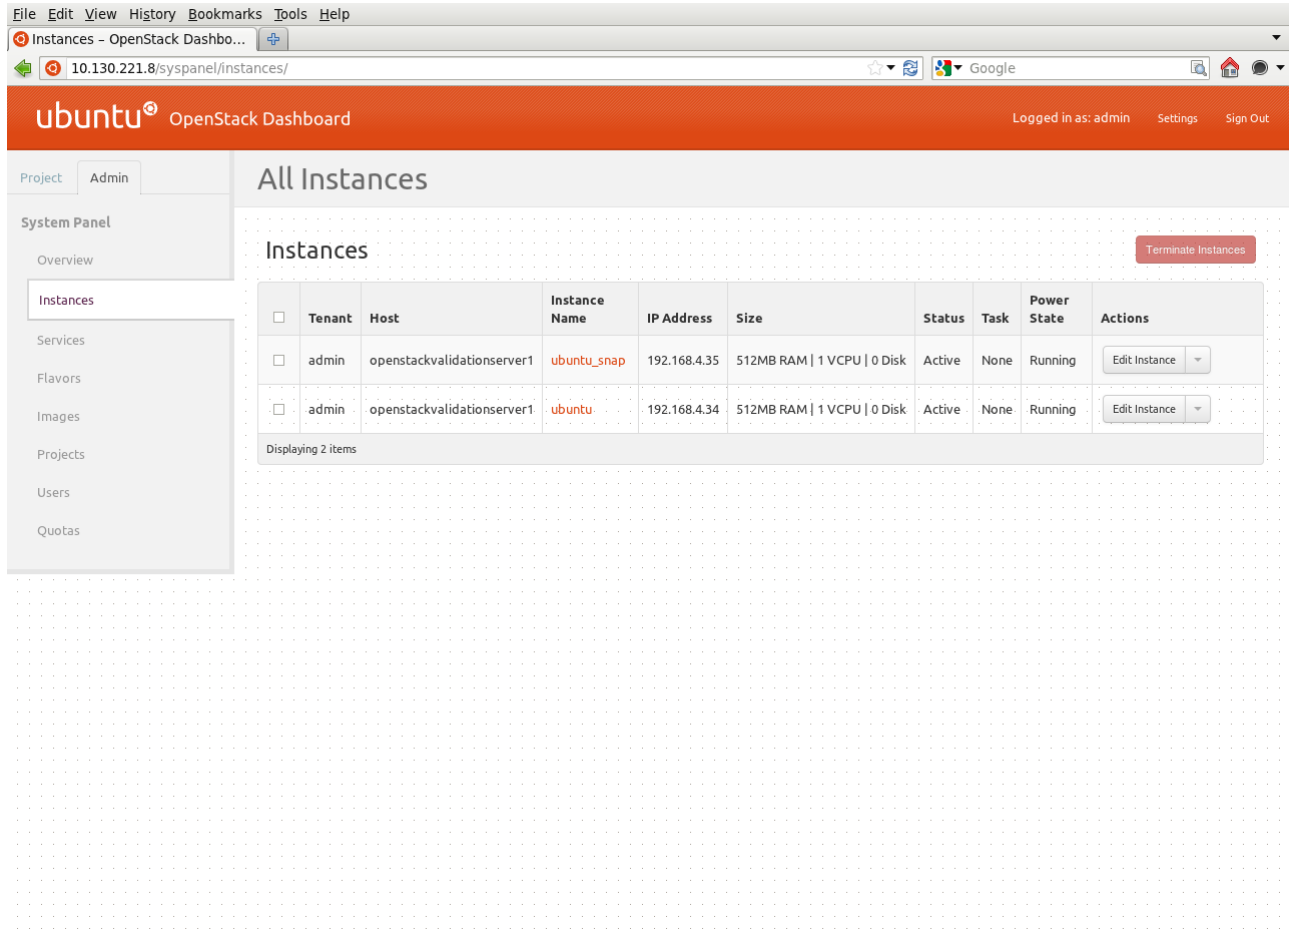 File Edit View History Bookmarks Tools Help
Instances – OpenStack Dashbo...
10.130.221.8/syspanel/instances/
Google
ubuntu OpenStack Dashboard
Logged in as: admin Settings Sign Out
Project Admin
All Instances
System Panel
Overview
Instances
Services
Flavors
Images
Projects
Users
Quotas
Instances
Terminate Instances
Tenant Host Instance Name IP Address Size Status Task Power State Actions
admin openstackvalidationserver1 ubuntu_snap 192.168.4.35 512MB RAM | 1 VCPU | 0 Disk Active None Running Edit Instance
admin openstackvalidationserver1 ubuntu 192.168.4.34 512MB RAM | 1 VCPU | 0 Disk Active None Running Edit Instance
Displaying 2 items